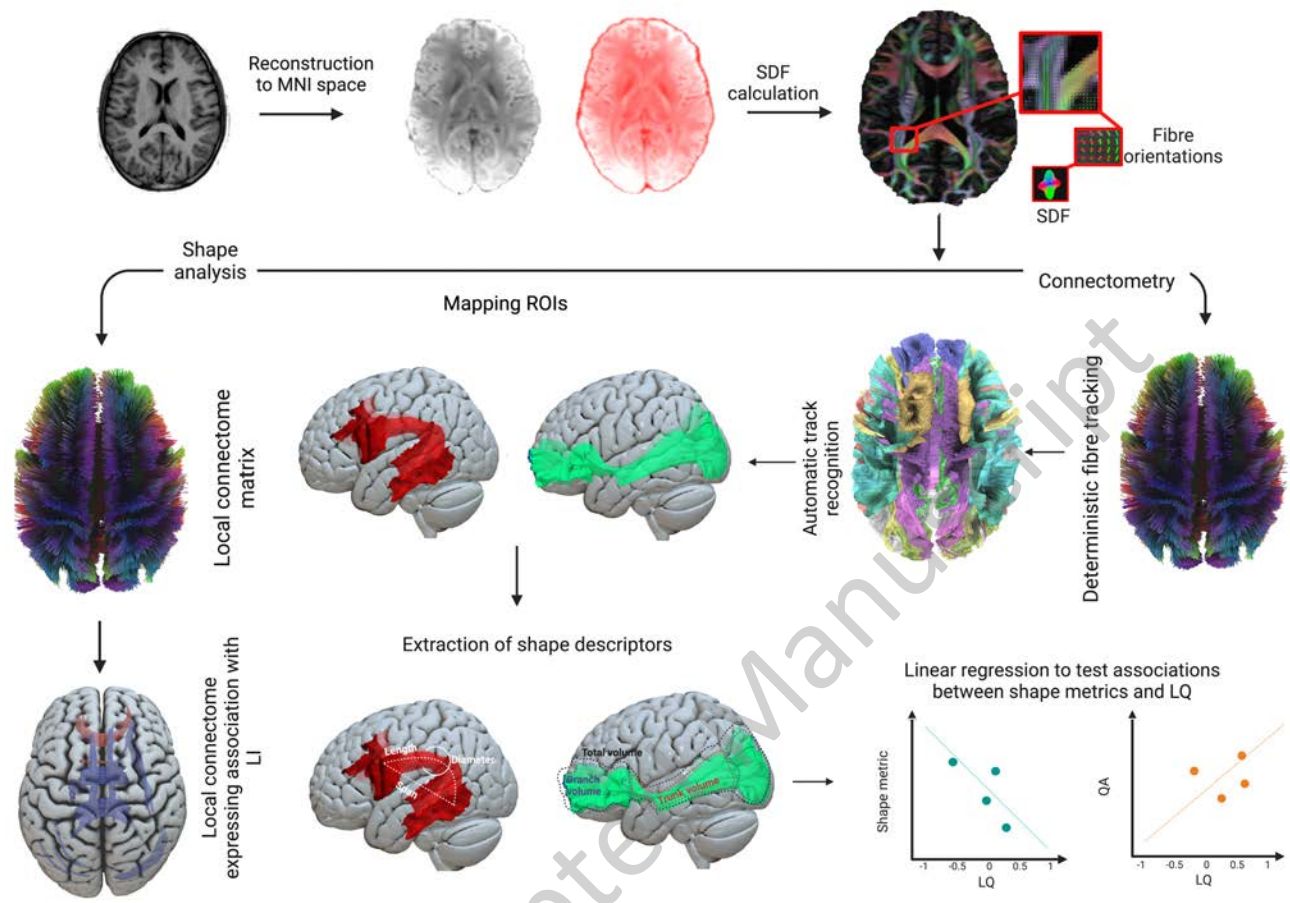 Reconstruction
to MNI space
SDF
calculation
Fibre
orientations
SDF
Shape
analysis
Connectometry
Mapping ROIs
Local connectome
matrix
Automatic track
recognition
Deterministic fibre tracking
Extraction of shape descriptors
Local connectome
expressing association with
LI
Length
Diameter
Span
Total volume
Branch
volume
Trunk volume
Linear regression to test associations
between shape metrics and LQ
Shape metric
-1 -0.5 0 0.5 1
LQ
QA
-1 -0.5 0 0.5 1
LQ
Manuscript